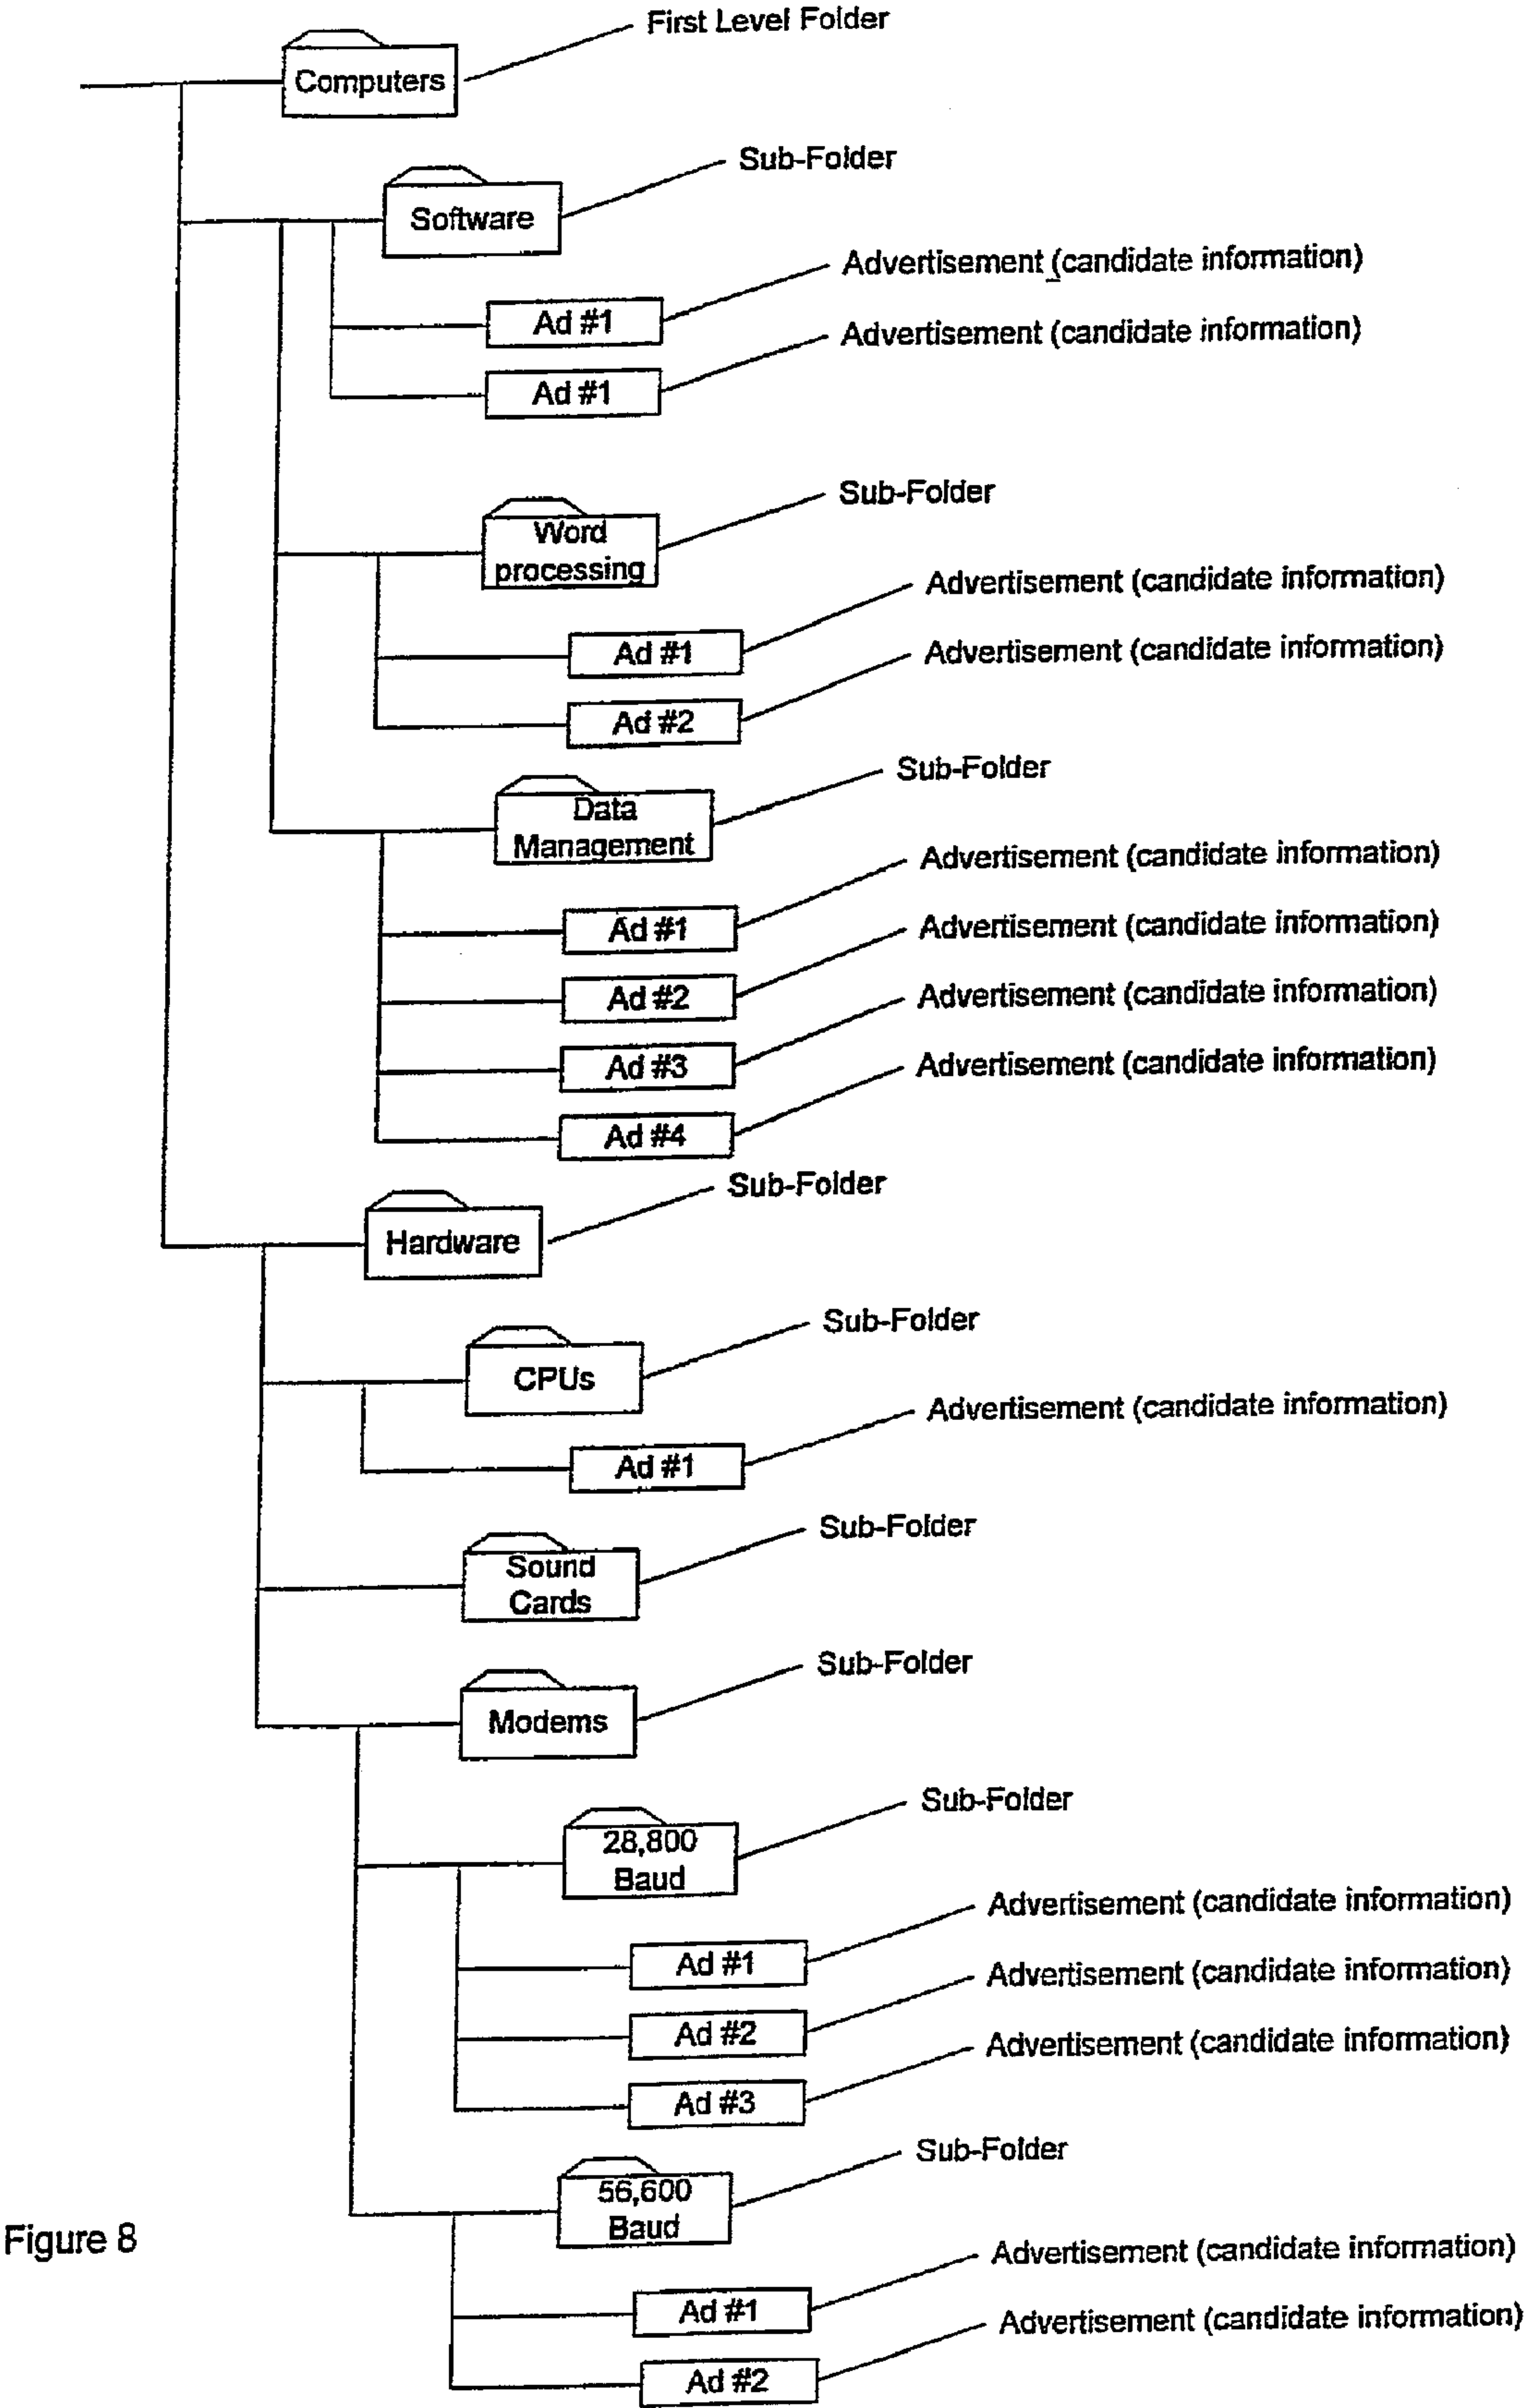 First Level Folder
Computers
Sub-Folder
Software
Advertisement (candidate information)
Ad #1
Advertisement (candidate information)
Ad #1
Sub-Folder
Word
processing
Advertisement (candidate information)
Ad #1
Advertisement (candidate information)
Ad #2
Sub-Folder
Data
Management
Advertisement (candidate information)
Ad #1
Advertisement (candidate information)
Ad #2
Advertisement (candidate information)
Ad #3
Advertisement (candidate information)
Ad #4
Sub-Folder
Hardware
Sub-Folder
CPUs
Advertisement (candidate information)
Ad #1
Sub-Folder
Sound
Cards
Sub-Folder
Modems
Sub-Folder
28,800
Baud
Advertisement (candidate information)
Ad #1
Advertisement (candidate information)
Ad #2
Advertisement (candidate information)
Ad #3
Sub-Folder
56,600
Baud
Figure 8
Advertisement (candidate information)
Ad #1
Advertisement (candidate information)
Ad #2